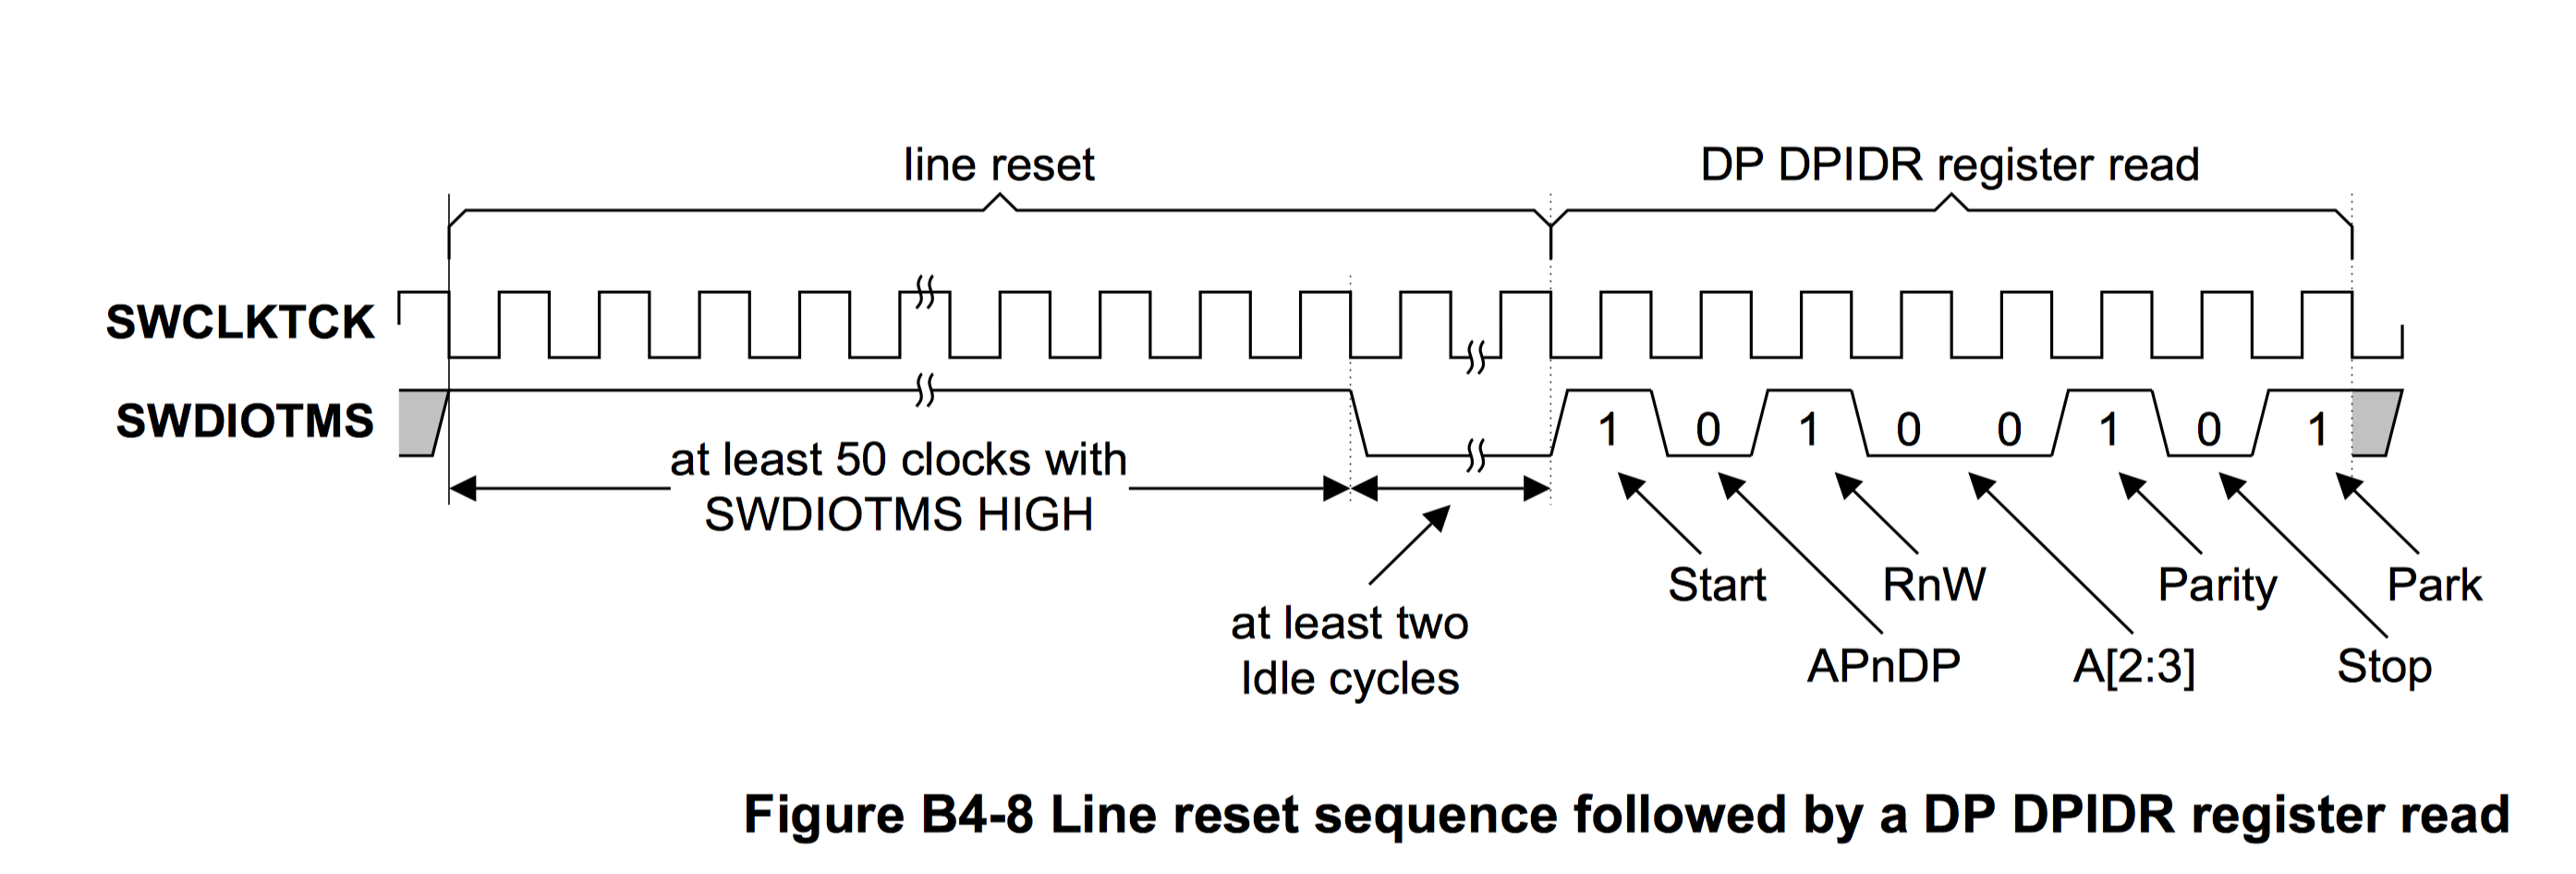 line reset
DP DPIDR register read
SWCLKTCK
SWDIOTMS
1 0 1 0 0 1 0 1
at least 50 clocks with
SWDIOTMS HIGH
at least two
Idle cycles
Start
RnW
Parity
Park
APnDP
A[2:3]
Stop
Figure B4-8 Line reset sequence followed by a DP DPIDR register read